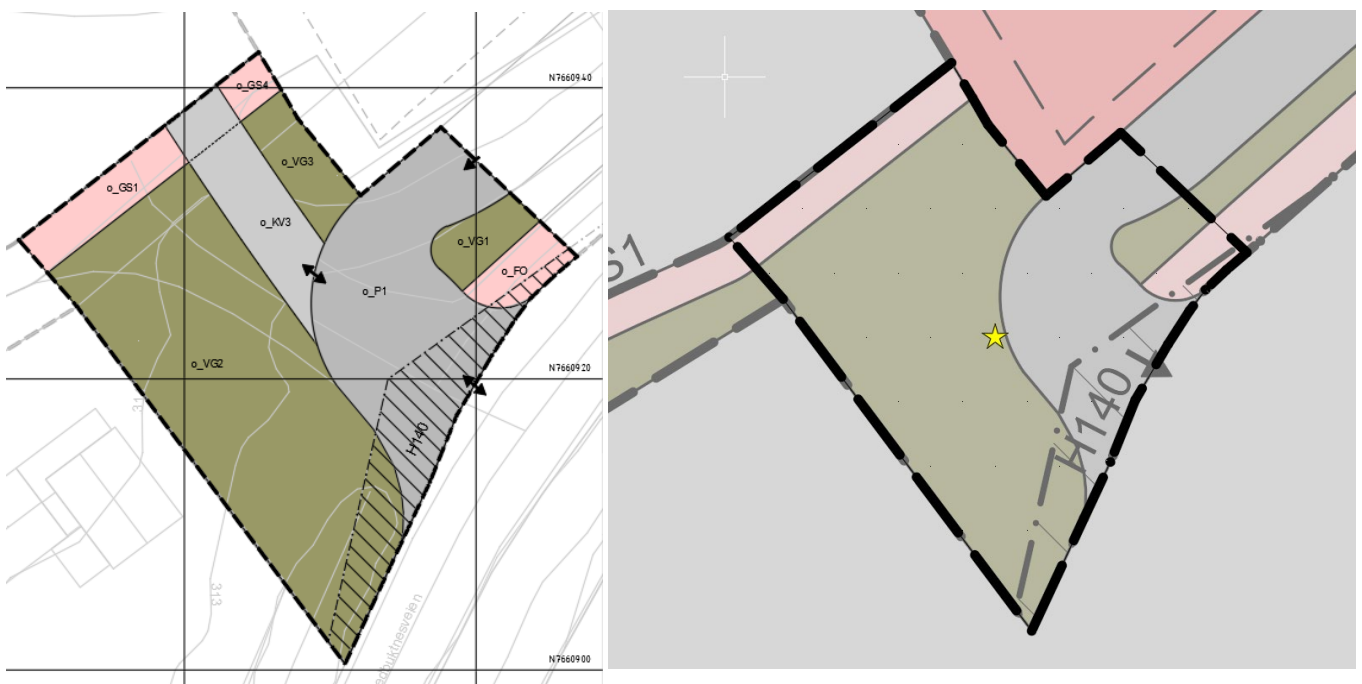 N7660940
o_GS4
o_VG3
o_GS1
o_KV3
o_VG1
o_FO
o_P1
o_VG2
N7660920
H140
313
N7660900
S1
H140